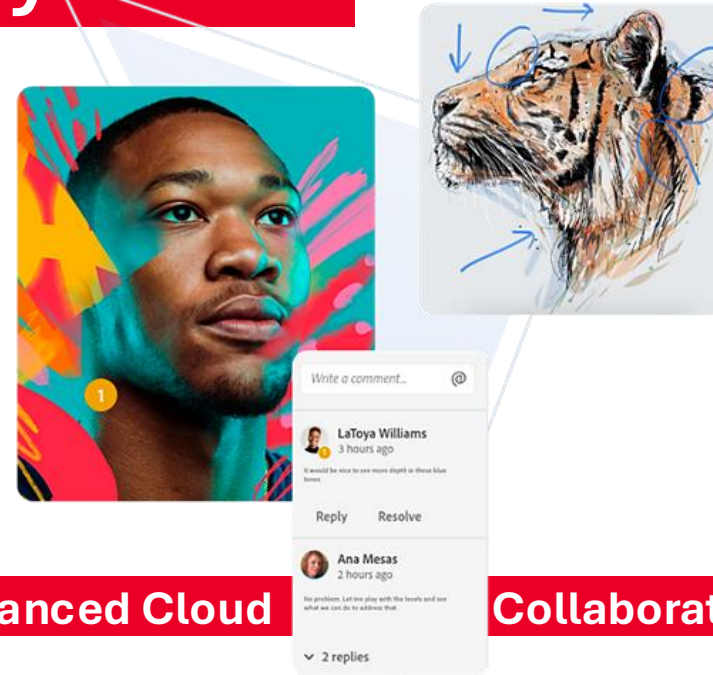 y
1
Write a comment... @
LaToya Williams
3 hours ago
It would be nice to see more depth in these blue
tones
Reply Resolve
Ana Mesas
2 hours ago
No problem. Let me play with the levels and see
what we can do to address that.
2 replies
anced Cloud Collaborat